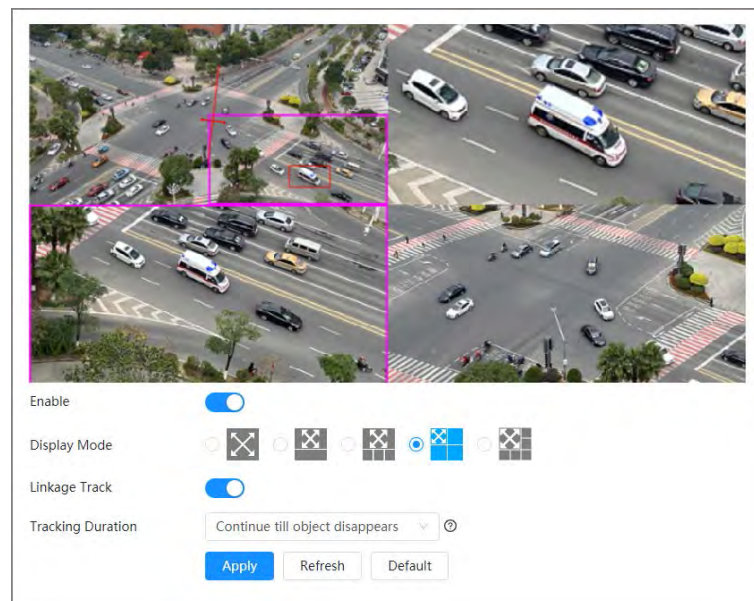 Enable
Display Mode
Linkage Track
Tracking Duration Continue till object disappears ?
Apply Refresh Default